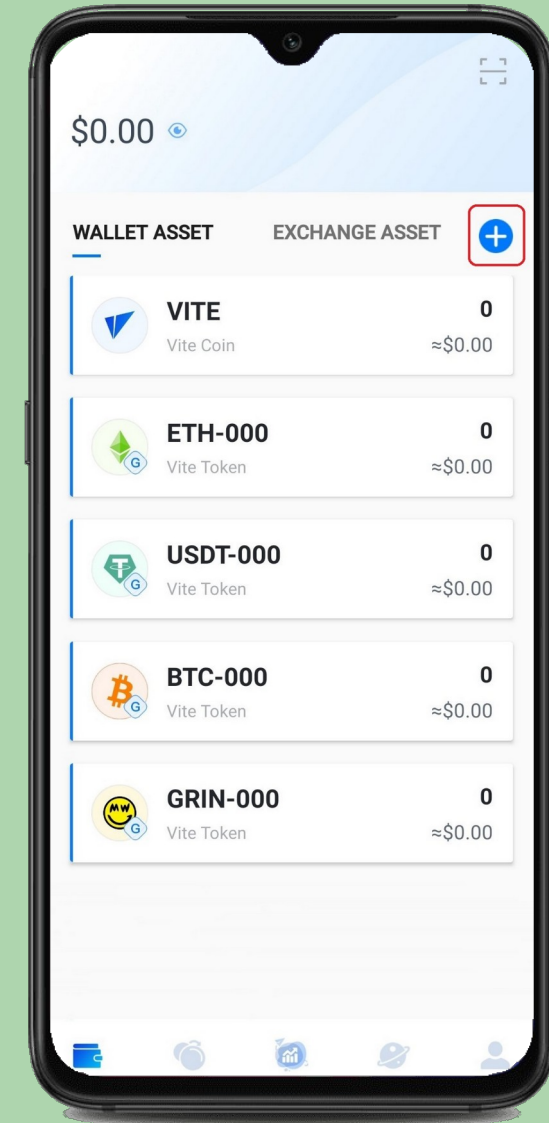 $0.00
WALLET ASSET EXCHANGE ASSET
VITE 0
Vite Coin ≈$0.00
ETH-000 0
G
Vite Token ≈$0.00
USDT-000 0
G
Vite Token ≈$0.00
BTC-000 0
G
Vite Token ≈$0.00
MW
GRIN-000 0
G
Vite Token ≈$0.00